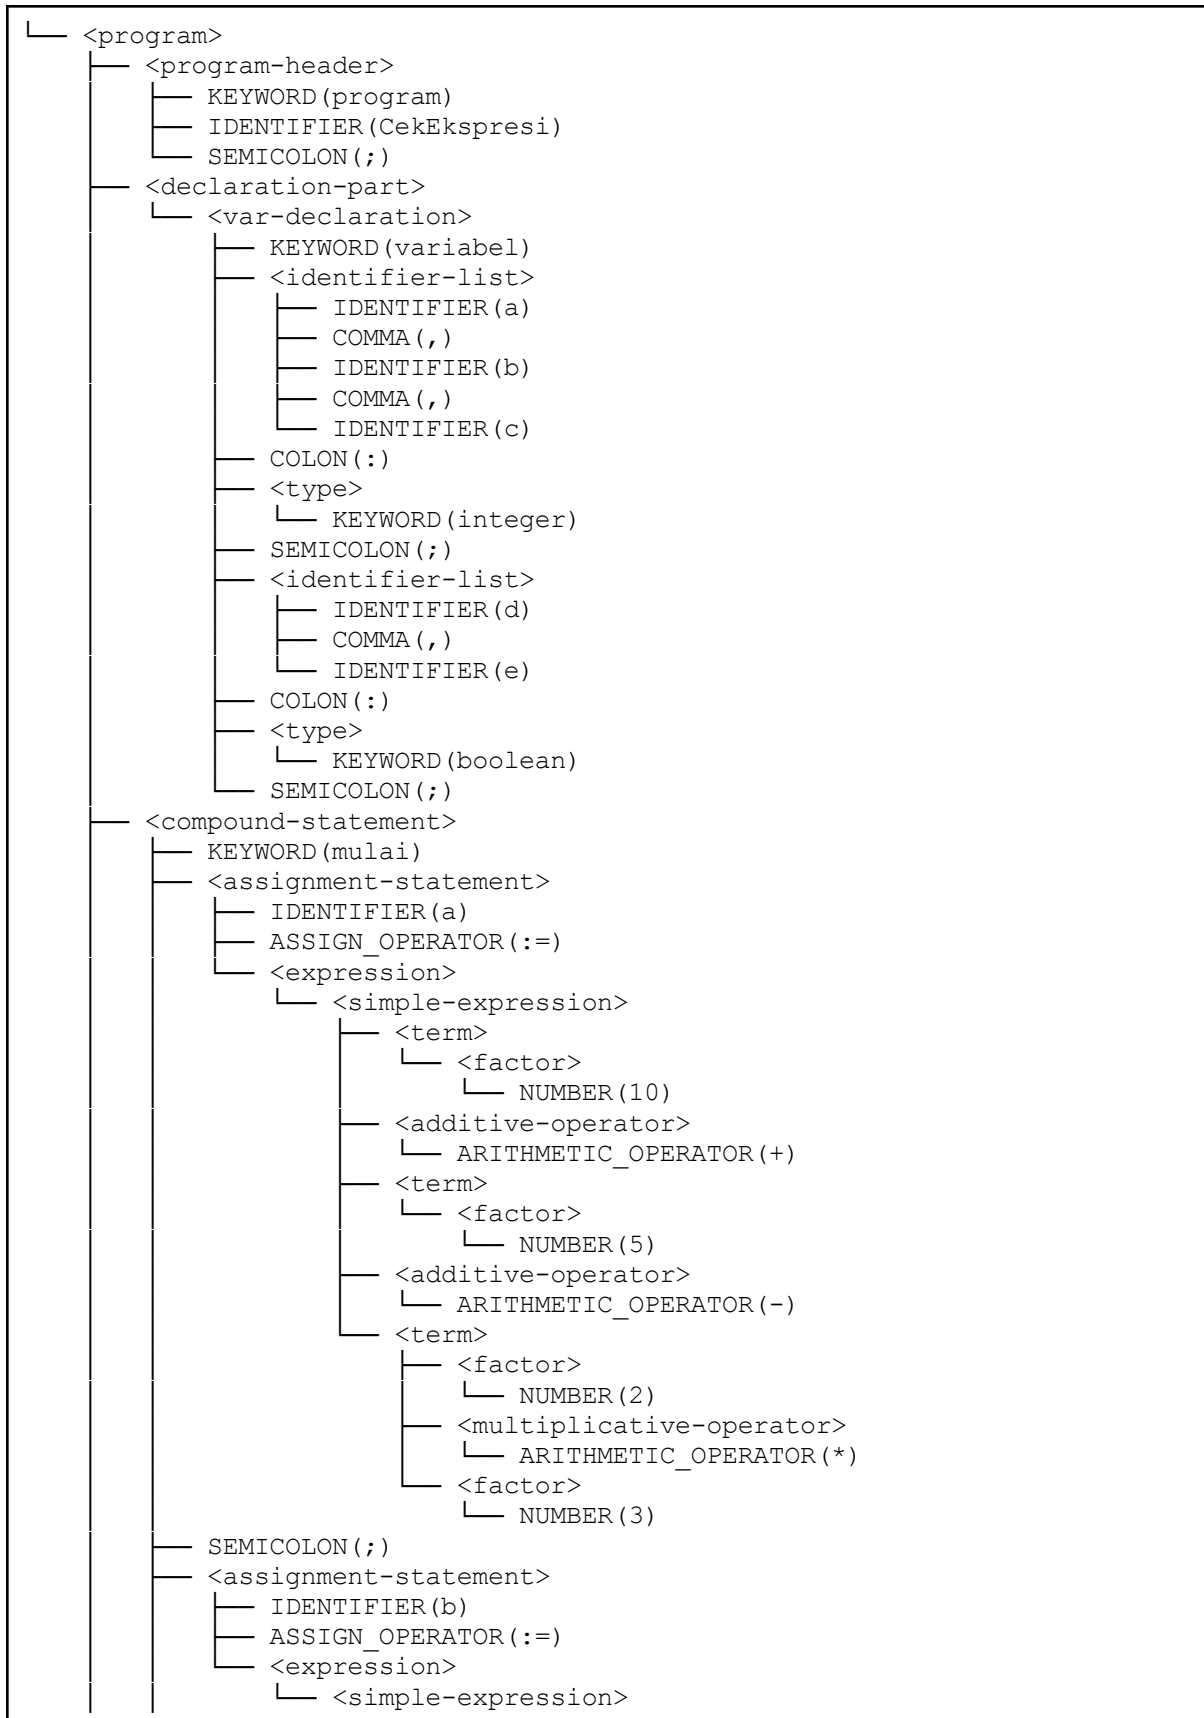 └── <program>
    ├── <program-header>
    │   ├── KEYWORD(program)
    │   ├── IDENTIFIER(CekEkspresi)
    │   └── SEMICOLON(;)
    ├── <declaration-part>
    │   └── <var-declaration>
    │       ├── KEYWORD(variabel)
    │       ├── <identifier-list>
    │       │   ├── IDENTIFIER(a)
    │       │   ├── COMMA(,)
    │       │   ├── IDENTIFIER(b)
    │       │   ├── COMMA(,)
    │       │   └── IDENTIFIER(c)
    │       ├── COLON(:)
    │       ├── <type>
    │       │   └── KEYWORD(integer)
    │       ├── SEMICOLON(;)
    │       ├── <identifier-list>
    │       │   ├── IDENTIFIER(d)
    │       │   ├── COMMA(,)
    │       │   └── IDENTIFIER(e)
    │       ├── COLON(:)
    │       ├── <type>
    │       │   └── KEYWORD(boolean)
    │       └── SEMICOLON(;)
    ├── <compound-statement>
    │   ├── KEYWORD(mulai)
    │   ├── <assignment-statement>
    │   │   ├── IDENTIFIER(a)
    │   │   ├── ASSIGN_OPERATOR(:=)
    │   │   └── <expression>
    │   │       └── <simple-expression>
    │   │           ├── <term>
    │   │           │   └── <factor>
    │   │           │       └── NUMBER(10)
    │   │           ├── <additive-operator>
    │   │           │   └── ARITHMETIC_OPERATOR(+)
    │   │           ├── <term>
    │   │           │   └── <factor>
    │   │           │       └── NUMBER(5)
    │   │           ├── <additive-operator>
    │   │           │   └── ARITHMETIC_OPERATOR(-)
    │   │           └── <term>
    │   │               ├── <factor>
    │   │               │   └── NUMBER(2)
    │   │               ├── <multiplicative-operator>
    │   │               │   └── ARITHMETIC_OPERATOR(*)
    │   │               └── <factor>
    │   │                   └── NUMBER(3)
    │   ├── SEMICOLON(;)
    │   ├── <assignment-statement>
    │   │   ├── IDENTIFIER(b)
    │   │   ├── ASSIGN_OPERATOR(:=)
    │   │   └── <expression>
    │   │       └── <simple-expression>